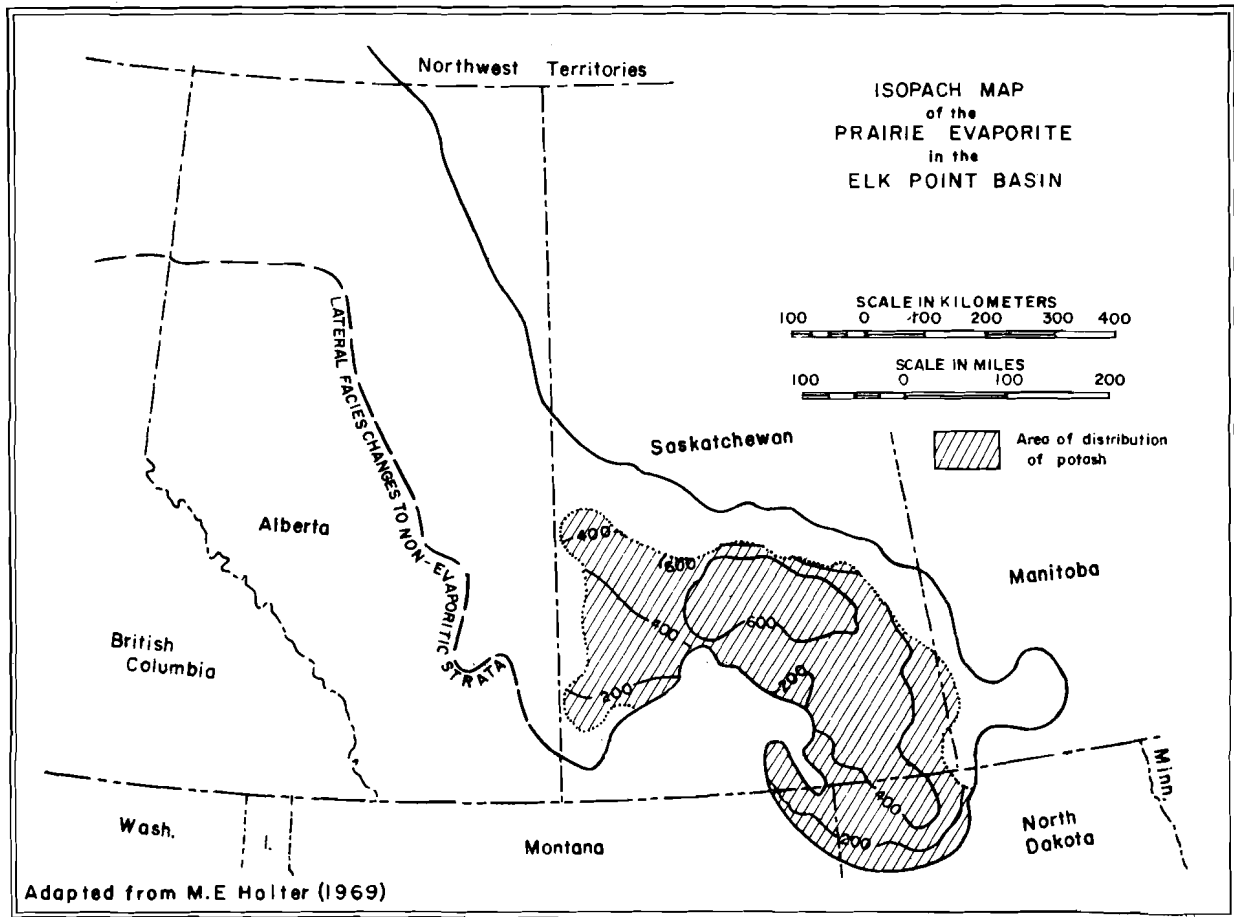 Northwest Territories
ISOPACH MAP
of the
PRAIRIE EVAPORITE
in the
ELK POINT BASIN
SCALE IN KILOMETERS
100 0 100 200 300 400
SCALE IN MILES
100 0 100 200
Area of distribution
of potash
LATERAL FACIES CHANGES TO NON-EVAPORITIC STRATA
Saskatchewan
Alberta
Manitoba
British
Columbia
400
600
400
600
200
200
400
200
Wash.
I.
Montana
North
Dakota
Minn.
Adapted from M.E Holter (1969)